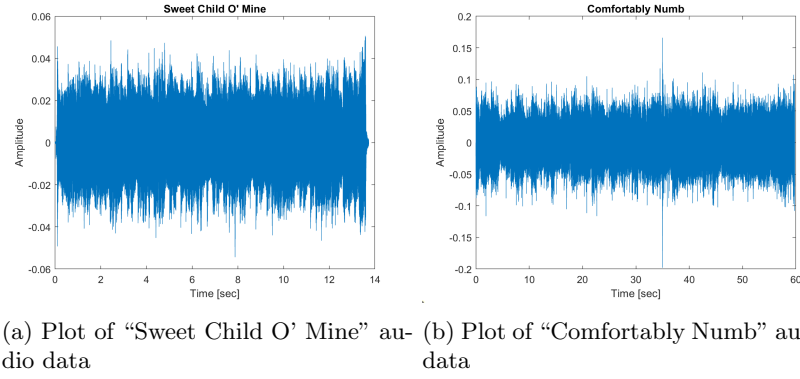 Sweet Child O' Mine
0.06
0.04
0.02
0
-0.02
-0.04
-0.06
Amplitude
0 2 4 6 8 10 12 14
Time [sec]
Comfortably Numb
0.2
0.15
0.1
0.05
0
-0.05
-0.1
-0.15
-0.2
Amplitude
0 10 20 30 40 50 60
Time [sec]
(a) Plot of “Sweet Child O’ Mine” au-
dio data
(b) Plot of “Comfortably Numb” au
data